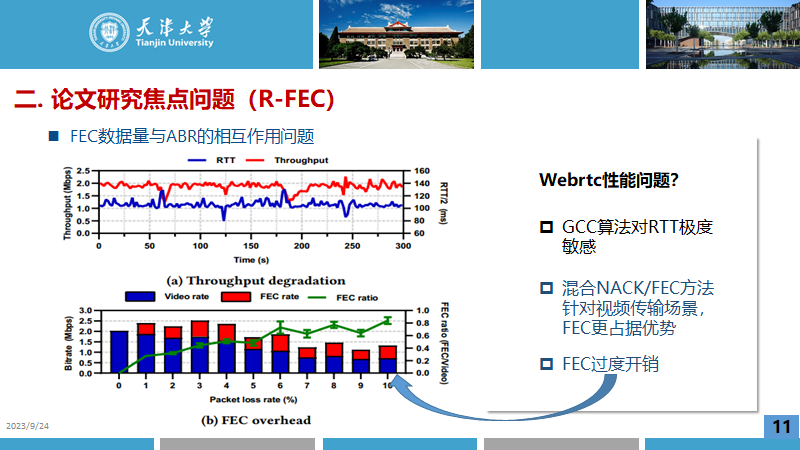 天津大学
Tianjin University
二. 论文研究焦点问题（R-FEC）
FEC数据量与ABR的相互作用问题
RTT Throughput
Throughput (Mbps)
2.5
2.0
1.5
1.0
0.5
0.0
160
140
120
100
80
60
RTT/2 (ms)
0 50 100 150 200 250 300
Time (s)
(a) Throughput degradation
Video rate FEC rate FEC ratio
Bitrate (Mbps)
3.0
2.5
2.0
1.5
1.0
0.5
0.0
1.0
0.8
0.6
0.4
0.2
0.0
FEC ratio (FEC/Video)
0 1 2 3 4 5 6 7 8 9 10
Packet loss rate (%)
(b) FEC overhead
Webrtc性能问题？
GCC算法对RTT极度
敏感
混合NACK/FEC方法
针对视频传输场景，
FEC更占据优势
FEC过度开销
2023/9/24
11